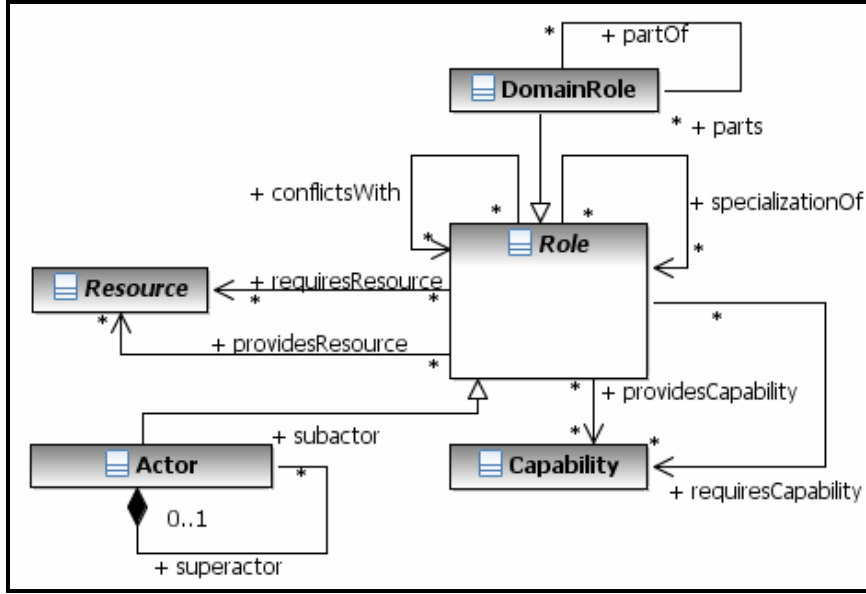 * + partOf
DomainRole
* + parts
+ conflictsWith
* *
+ specializationOf
* *
Role
Resource
+ requiresResource
* *
*
+ providesResource
*
*
* + providesCapability
+ subactor
* *
Actor
*
Capability
0..1
+ requiresCapability
+ superactor